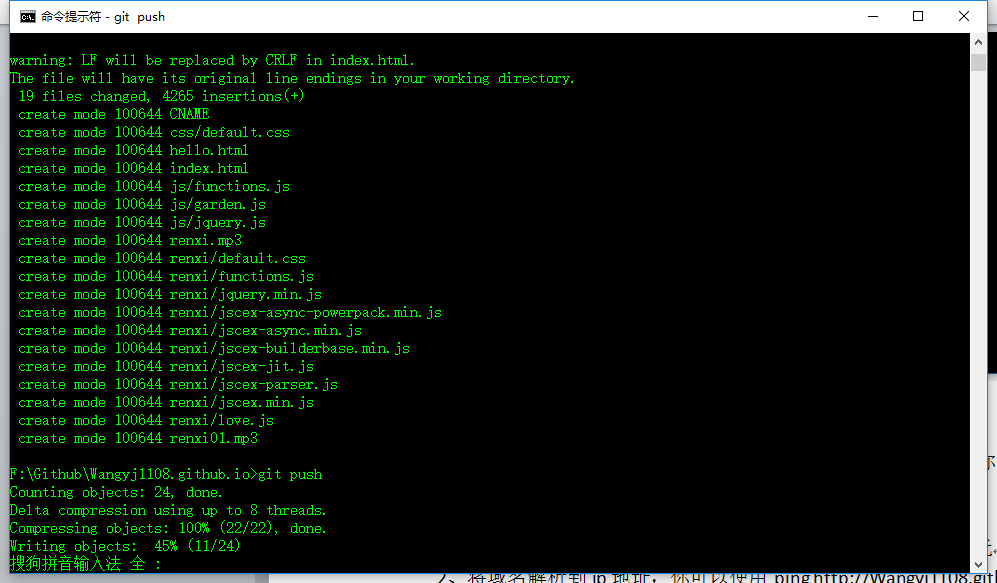 命令提示符 - git  push
warning: LF will be replaced by CRLF in index.html.
The file will have its original line endings in your working directory.
 19 files changed, 4265 insertions(+)
 create mode 100644 CNAME
 create mode 100644 css/default.css
 create mode 100644 hello.html
 create mode 100644 index.html
 create mode 100644 js/functions.js
 create mode 100644 js/garden.js
 create mode 100644 js/jquery.js
 create mode 100644 renxi.mp3
 create mode 100644 renxi/default.css
 create mode 100644 renxi/functions.js
 create mode 100644 renxi/jquery.min.js
 create mode 100644 renxi/jscex-async-powerpack.min.js
 create mode 100644 renxi/jscex-async.min.js
 create mode 100644 renxi/jscex-builderbase.min.js
 create mode 100644 renxi/jscex-jit.js
 create mode 100644 renxi/jscex-parser.js
 create mode 100644 renxi/jscex.min.js
 create mode 100644 renxi/love.js
 create mode 100644 renxi01.mp3
F:\Github\Wangyj1108.github.io>git push
Counting objects: 24, done.
Delta compression using up to 8 threads.
Compressing objects: 100% (22/22), done.
Writing objects:  45% (11/24)
搜狗拼音输入法 全 :
2、将域名解析到 ip 地址，你可以使用 ping http://Wangyj1108.gith